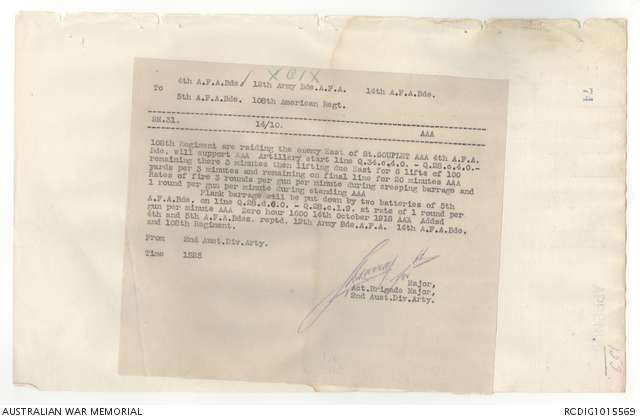 XCIX
4th A.F.A.Bde. 12th Army Bde.A.F.A. 14th A.F.A.Bde.
To
5th A.F.A.Bde. 108th American Regt.
SM.31. 14/10. AAA
108th Regiment are raiding the enemy East of St.SOUPLET AAA 4th A.F.A.
Bde. will support AAA Artillery start line Q.34.c.4.0. - Q.28.c.4.0.-
remaining there 3 minutes then lifting due East for 6 lifts of 100
yards per 3 minutes and remaining on final line for 20 minutes AAA
Rates of fire 3 rounds per gun per minute during creeping barrage and
1 round per gun per minute during standing AAA
Flank barrage will be put down by two batteries of 5th
A.F.A.Bde. on line Q.28.c.0.0. - Q.28.c.1.9. at rate of 1 round per
gun per minute AAA Zero hour 1600 14th October 1918 AAA Added
4th and 5th A.F.A.Bdes. reptd. 12th Army Bde.A.F.A. 14th A.F.A.Bde.
and 108th Regiment.
From 2nd Aust.Div.Arty.
Time 1525
Major,
Act.Brigade Major,
2nd Aust.Div.Arty.
74
AUSTRALIAN WAR MEMORIAL
RCDIG1015569